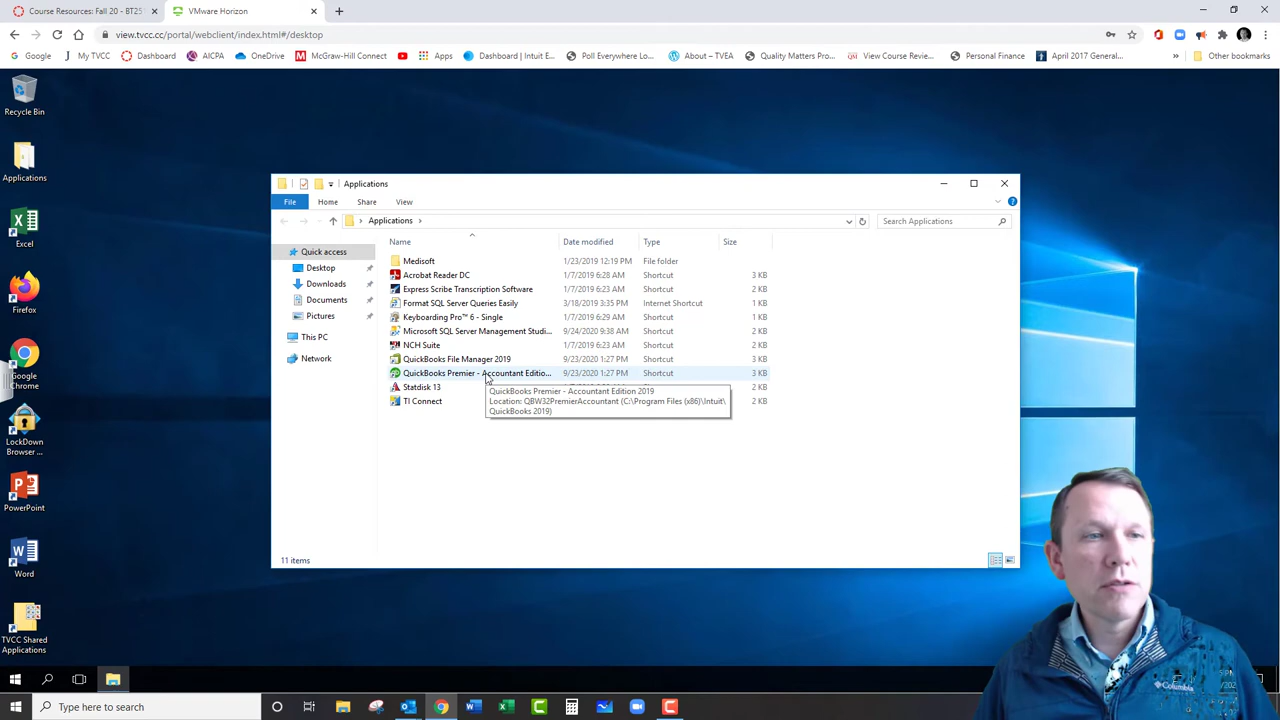 Course Resources: Fall 20 - BT25
VMware Horizon
view.tvcc.cc/portal/webclient/index.html#/desktop
Google
My TVCC
Dashboard
AICPA
OneDrive
McGraw-Hill Connect
Apps
Dashboard | Intuit E...
Poll Everywhere Lo...
About – TVEA
Quality Matters Pro...
View Course Revie...
Personal Finance
April 2017 General...
»
Other bookmarks
Recycle Bin
Applications
Excel
Firefox
Google
Chrome
LockDown
Browser ...
PowerPoint
Word
TVCC Shared
Applications
Applications
File
Home
Share
View
Applications
Search Applications
Name
Date modified
Type
Size
Quick access
Desktop
Downloads
Documents
Pictures
This PC
Network
Medisoft 1/23/2019 12:19 PM File folder
Acrobat Reader DC 1/7/2019 6:28 AM Shortcut 3 KB
Express Scribe Transcription Software 1/7/2019 6:23 AM Shortcut 2 KB
Format SQL Server Queries Easily 3/18/2019 3:35 PM Internet Shortcut 1 KB
Keyboarding Pro™ 6 - Single 1/7/2019 6:29 AM Shortcut 1 KB
Microsoft SQL Server Management Studi... 9/24/2020 9:38 AM Shortcut 2 KB
NCH Suite 1/7/2019 6:23 AM Shortcut 2 KB
QuickBooks File Manager 2019 9/23/2020 1:27 PM Shortcut 3 KB
QuickBooks Premier - Accountant Editio... 9/23/2020 1:27 PM Shortcut 3 KB
Statdisk 13
TI Connect 2 KB
QuickBooks Premier - Accountant Edition 2019
Location: QBW32PremierAccountant (C:\Program Files (x86)\Intuit\
QuickBooks 2019)
11 items
Columbia
Type here to search